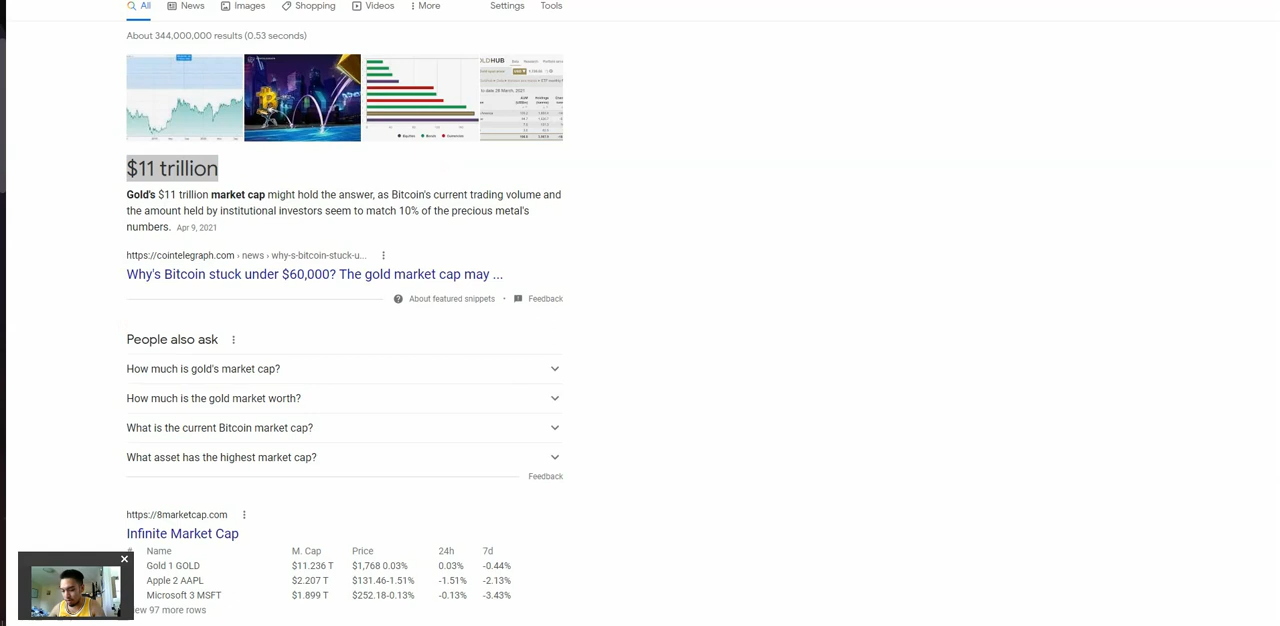 All News Images Shopping Videos More Settings Tools
About 344,000,000 results (0.53 seconds)
$11 trillion
Gold's $11 trillion market cap might hold the answer, as Bitcoin's current trading volume and
the amount held by institutional investors seem to match 10% of the precious metal's
numbers. Apr 9, 2021
https://cointelegraph.com › news › why-s-bitcoin-stuck-u...
Why's Bitcoin stuck under $60,000? The gold market cap may ...
About featured snippets • Feedback
People also ask
How much is gold's market cap?
How much is the gold market worth?
What is the current Bitcoin market cap?
What asset has the highest market cap?
Feedback
https://8marketcap.com
Infinite Market Cap
# Name M. Cap Price 24h 7d
Gold 1 GOLD $11.236 T $1,768 0.03% 0.03% -0.44%
Apple 2 AAPL $2.207 T $131.46-1.51% -1.51% -2.13%
Microsoft 3 MSFT $1.899 T $252.18-0.13% -0.13% -3.43%
ew 97 more rows